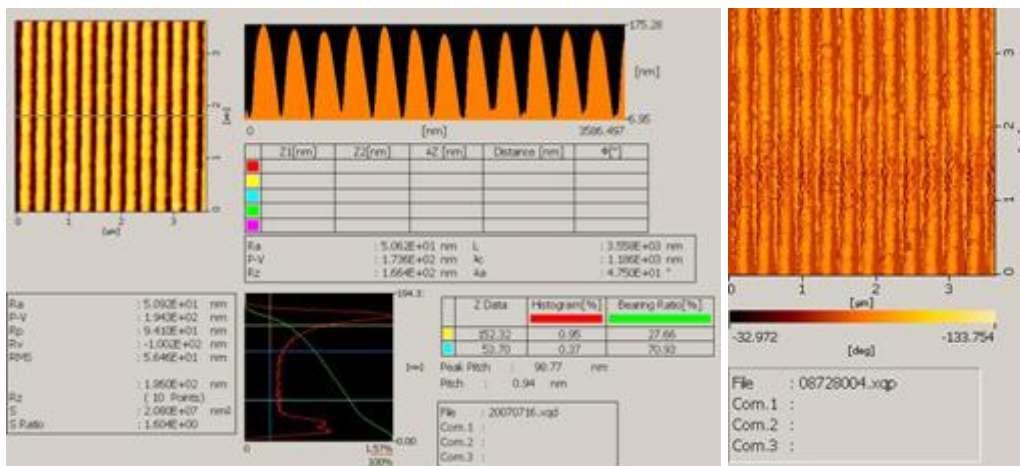 175.28
[nm]
6.95
0 [nm] 3586.497
0 1 2 3
[µm]
Z1[nm] Z2[nm] ΔZ [nm] Distance [nm] Φ[°]
Ra : 5.062E+01 nm L : 3.558E+03 nm
P-V : 1.736E+02 nm λc : 1.186E+03 nm
Rz : 1.664E+02 nm Δa : 4.750E+01 °
Ra : 5.092E+01 nm
P-V : 1.942E+02 nm
Rp : 9.410E+01 nm
Rv : -1.002E+02 nm
RMS : 5.646E+01 nm
: 1.860E+02 nm
Rz ( 10 Points)
S : 2.080E+07 nm²
S Ratio : 1.604E+00
194.3
[nm]
0.00
0 1.57%
100%
Z Data Histogram[%] Bearing Ratio[%]
152.32 0.95 27.66
53.70 0.37 70.93
Peak Pitch : 98.77 nm
Pitch : 0.94 nm
File : 20070716.xqd
Com.1 :
Com.2 :
Com.3 :
3
2
1
0
0 1 2 3
[µm]
-32.972 -133.754
[deg]
File : 08728004.xqp
Com.1 :
Com.2 :
Com.3 :